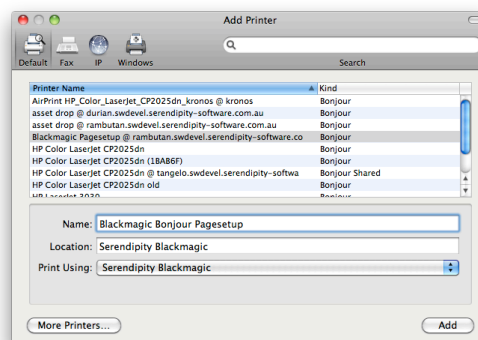 Add Printer
Default Fax IP Windows Search
Printer Name Kind
AirPrint HP_Color_LaserJet_CP2025dn_kronos @ kronos Bonjour
asset drop @ durian.swdevel.serendipity-software.com.au Bonjour
asset drop @ rambutan.swdevel.serendipity-software.com.au Bonjour
Blackmagic Pagesetup @ rambutan.swdevel.serendipity-software.co Bonjour
HP Color LaserJet CP2025dn Bonjour
HP Color LaserJet CP2025dn (1BAB6F) Bonjour
HP Color LaserJet CP2025dn @ tangelo.swdevel.serendipity-softwa Bonjour Shared
HP Color LaserJet CP2025dn old Bonjour
HP LaserJet 3030 Bonjour
Name: Blackmagic Bonjour Pagesetup
Location: Serendipity Blackmagic
Print Using: Serendipity Blackmagic
More Printers... Add